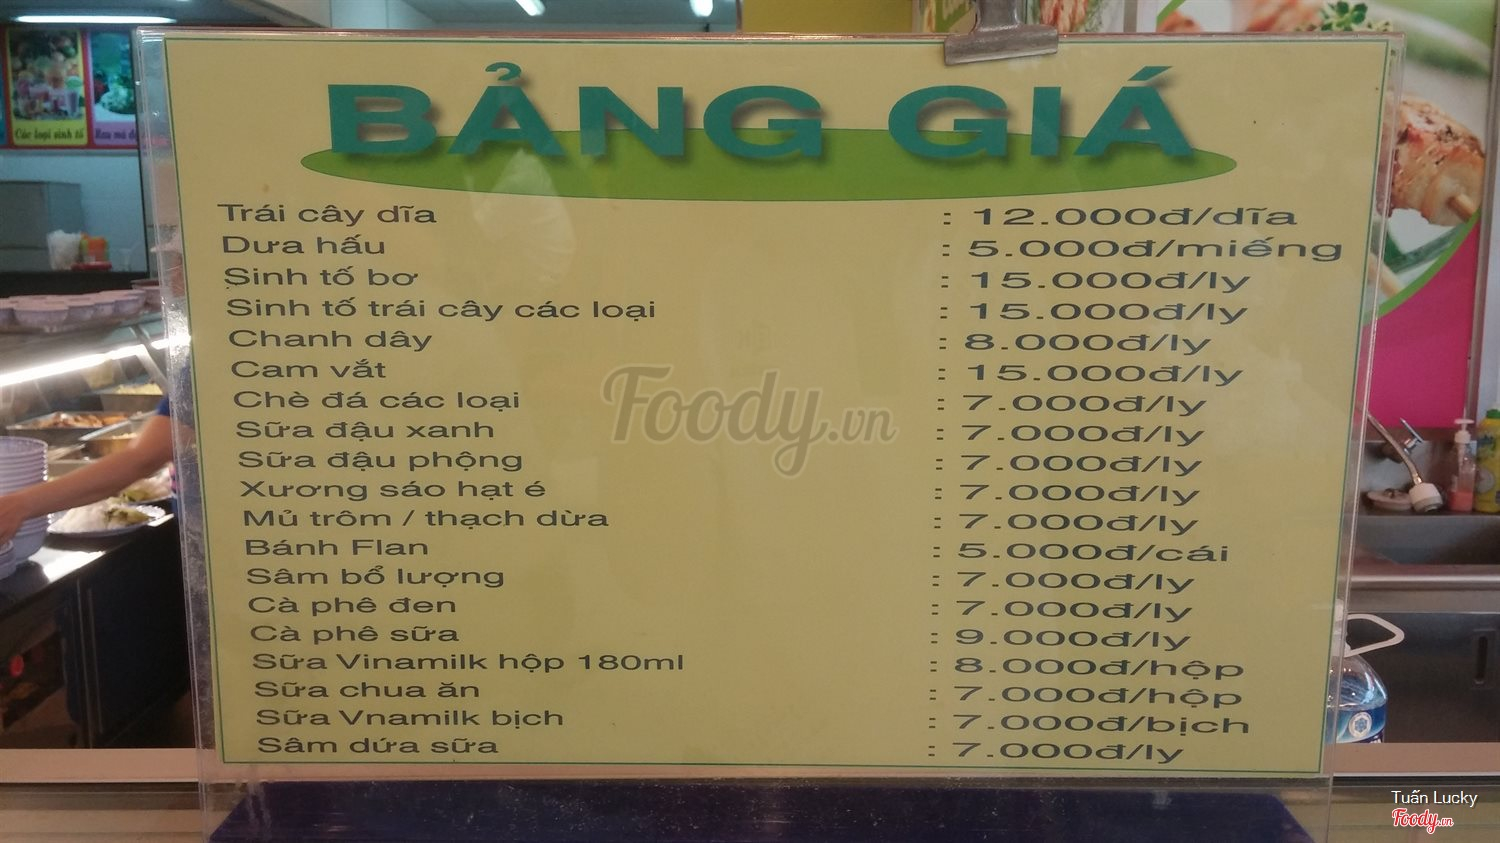 Các loại sinh tố
Rau má đ
BẢNG GIÁ
Trái cây dĩa : 12.000đ/dĩa
Dưa hấu : 5.000đ/miếng
Sinh tố bơ : 15.000đ/ly
Sinh tố trái cây các loại : 15.000đ/ly
Chanh dây : 8.000đ/ly
Cam vắt : 15.000đ/ly
Chè đá các loại : 7.000đ/ly
Sữa đậu xanh : 7.000đ/ly
Sữa đậu phộng : 7.000đ/ly
Xương sáo hạt é : 7.000đ/ly
Mủ trôm / thạch dừa : 7.000đ/ly
Bánh Flan : 5.000đ/cái
Sâm bổ lượng : 7.000đ/ly
Cà phê đen : 7.000đ/ly
Cà phê sữa : 9.000đ/ly
Sữa Vinamilk hộp 180ml : 8.000đ/hộp
Sữa chua ăn : 7.000đ/hộp
Sữa Vnamilk bịch : 7.000đ/bịch
Sâm dứa sữa : 7.000đ/ly
Foody.vn
Tuấn Lucky
Foody.vn